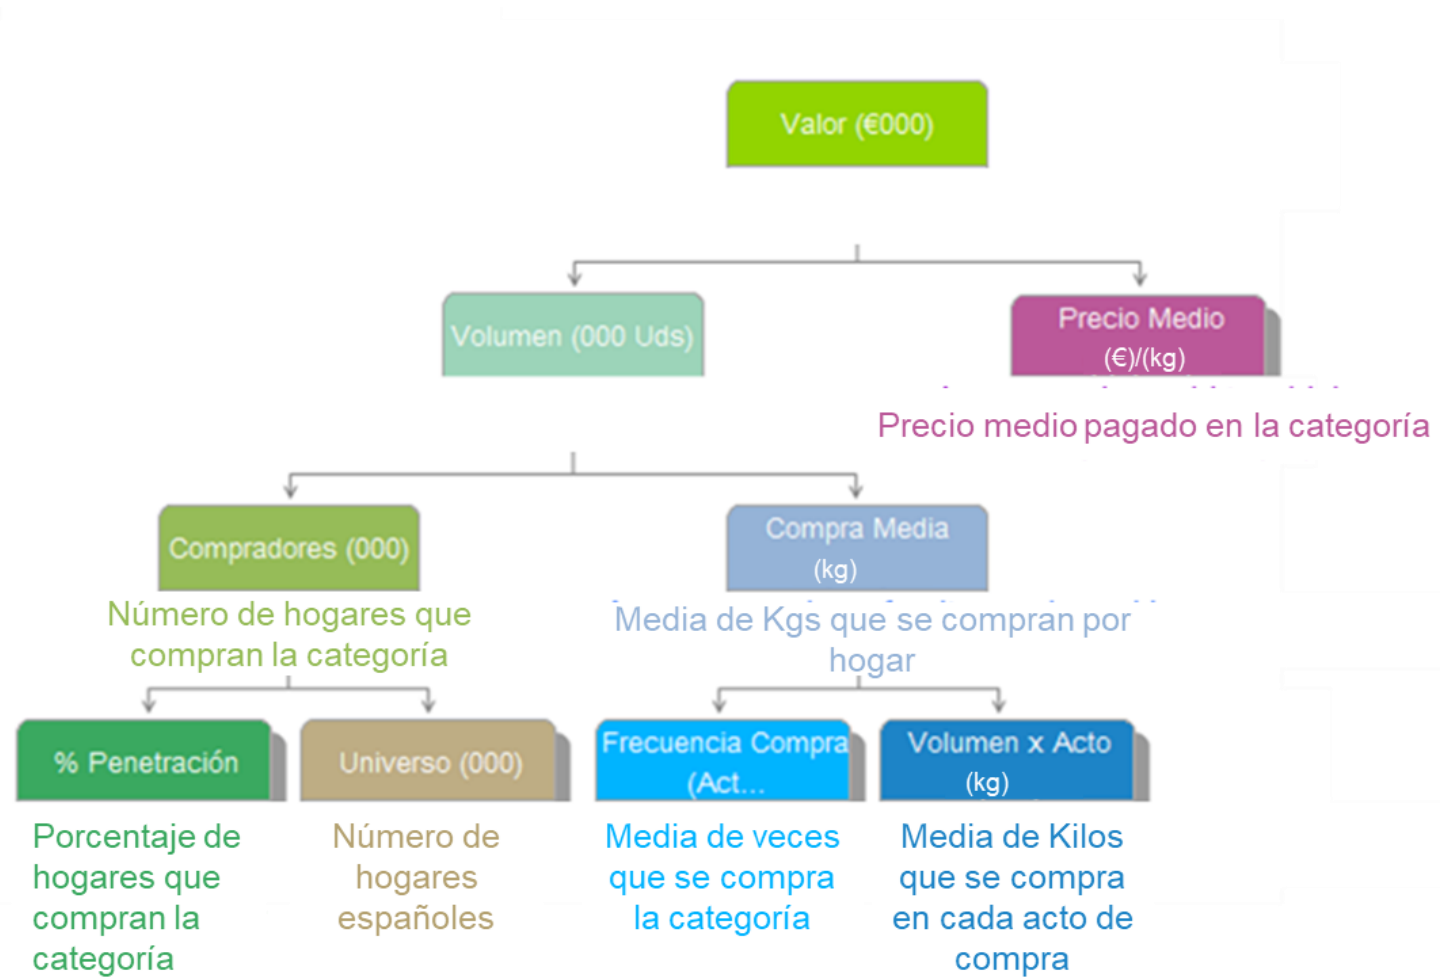 Valor (€000)
Volumen (000 Uds)
Precio Medio
(€)/(kg)
Precio medio pagado en la categoría
Compradores (000)
Compra Media
(kg)
Número de hogares que
compran la categoría
Media de Kgs que se compran por
hogar
% Penetración
Universo (000)
Frecuencia Compra
(Act...
Volumen x Acto
(kg)
Porcentaje de
hogares que
compran la
categoría
Número de
hogares
españoles
Media de veces
que se compra
la categoría
Media de Kilos
que se compra
en cada acto de
compra